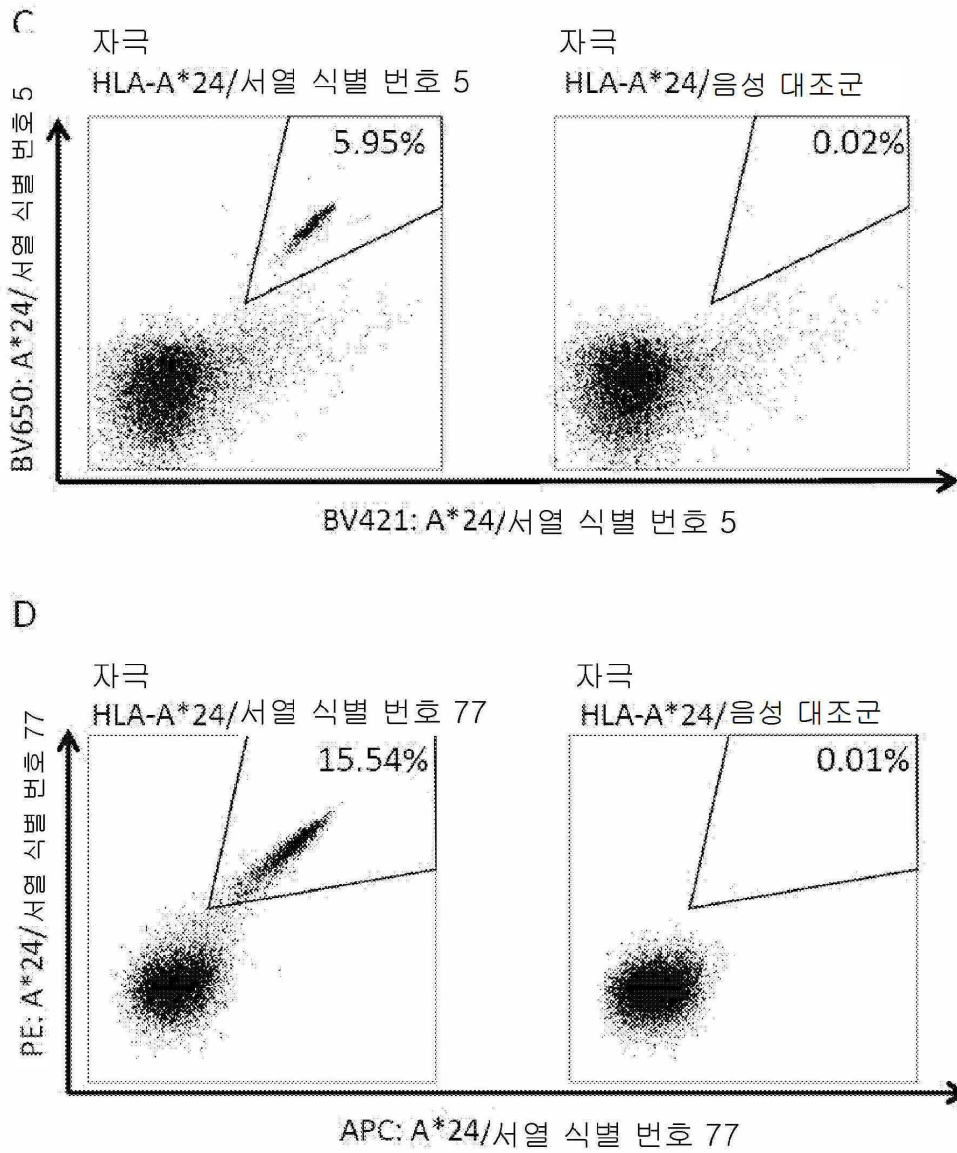 C
자극
HLA-A*24/서열 식별 번호 5
HLA-A*24/음성 대조군
5.95%
0.02%
BV650: A*24/서열 식별 번호 5
BV421: A*24/서열 식별 번호 5
D
자극
HLA-A*24/서열 식별 번호 77
HLA-A*24/음성 대조군
15.54%
0.01%
PE: A*24/서열 식별 번호 77
APC: A*24/서열 식별 번호 77